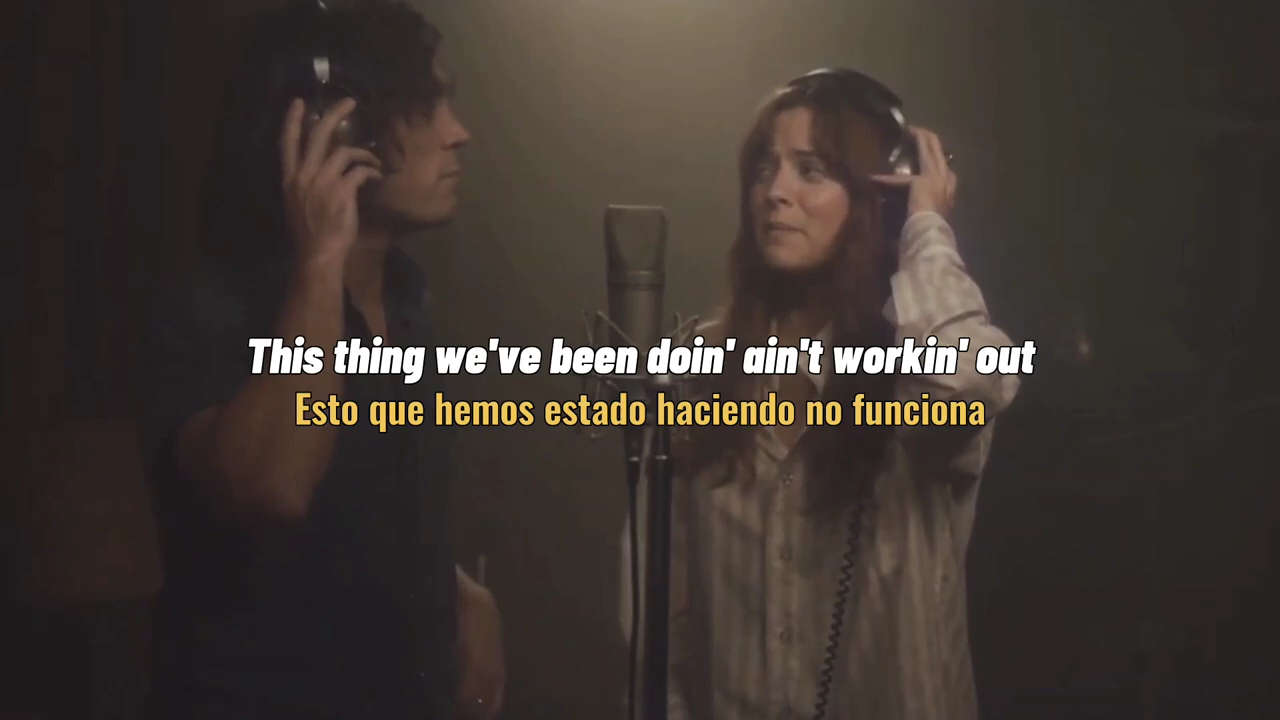 This thing we've been doin' ain't workin' out
Esto que hemos estado haciendo no funciona